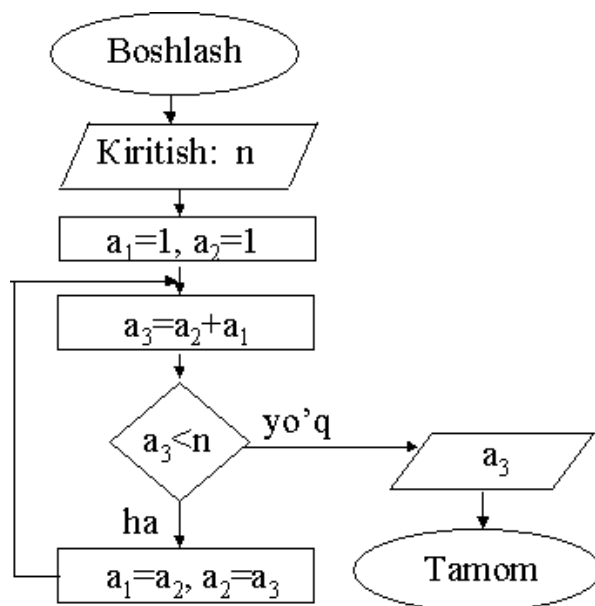 Boshlash
Kiritish: n
a₁=1, a₂=1
a₃=a₂+a₁
a₃<n
yo’q
a₃
ha
a₁=a₂, a₂=a₃
Tamom